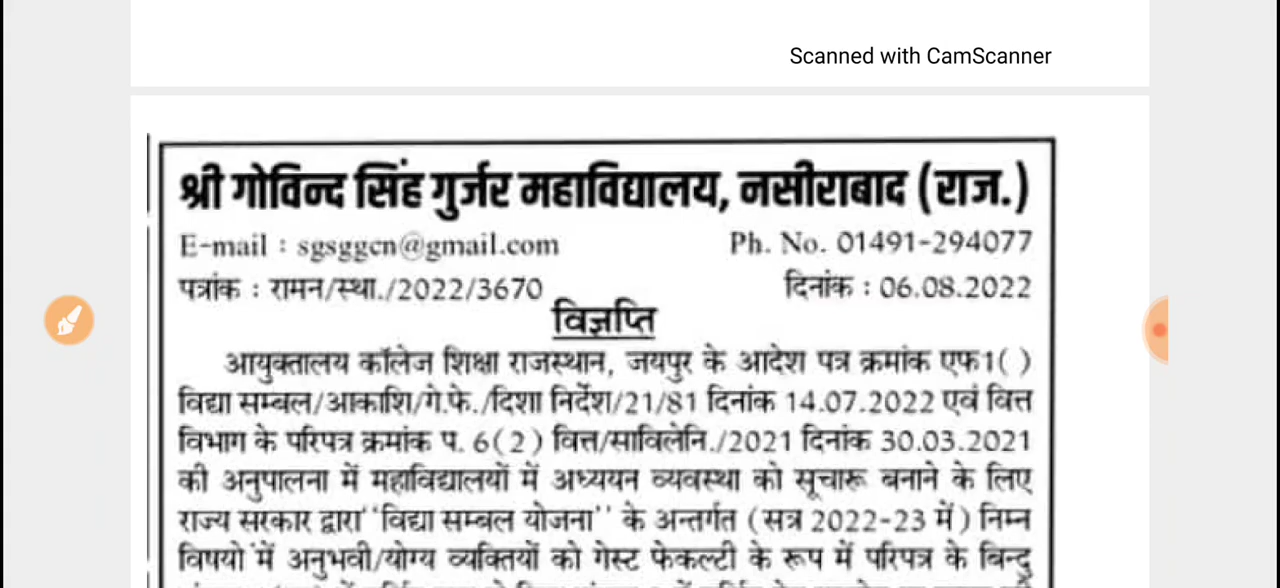 Scanned with CamScanner
श्री गोविन्द सिंह गुर्जर महाविद्यालय, नसीराबाद (राज.)
E-mail : sgsggcn@gmail.com Ph. No. 01491-294077
पत्रांक : रामन/स्था./2022/3670 दिनांक : 06.08.2022
विज्ञप्ति
आयुक्तालय कॉलेज शिक्षा राजस्थान, जयपुर के आदेश पत्र क्रमांक एफ1( )
विद्या सम्बल/आकाशि/गे.फे./दिशा निर्देश/21/81 दिनांक 14.07.2022 एवं वित्त
विभाग के परिपत्र क्रमांक प. 6(2) वित्त/साविलेनि./2021 दिनांक 30.03.2021
की अनुपालना में महाविद्यालयों में अध्ययन व्यवस्था को सूचारू बनाने के लिए
राज्य सरकार द्वारा ''विद्या सम्बल योजना'' के अन्तर्गत (सत्र 2022-23 में) निम्न
विषयों में अनुभवी/योग्य व्यक्तियों को गेस्ट फेकल्टी के रूप में परिपत्र के बिन्दु